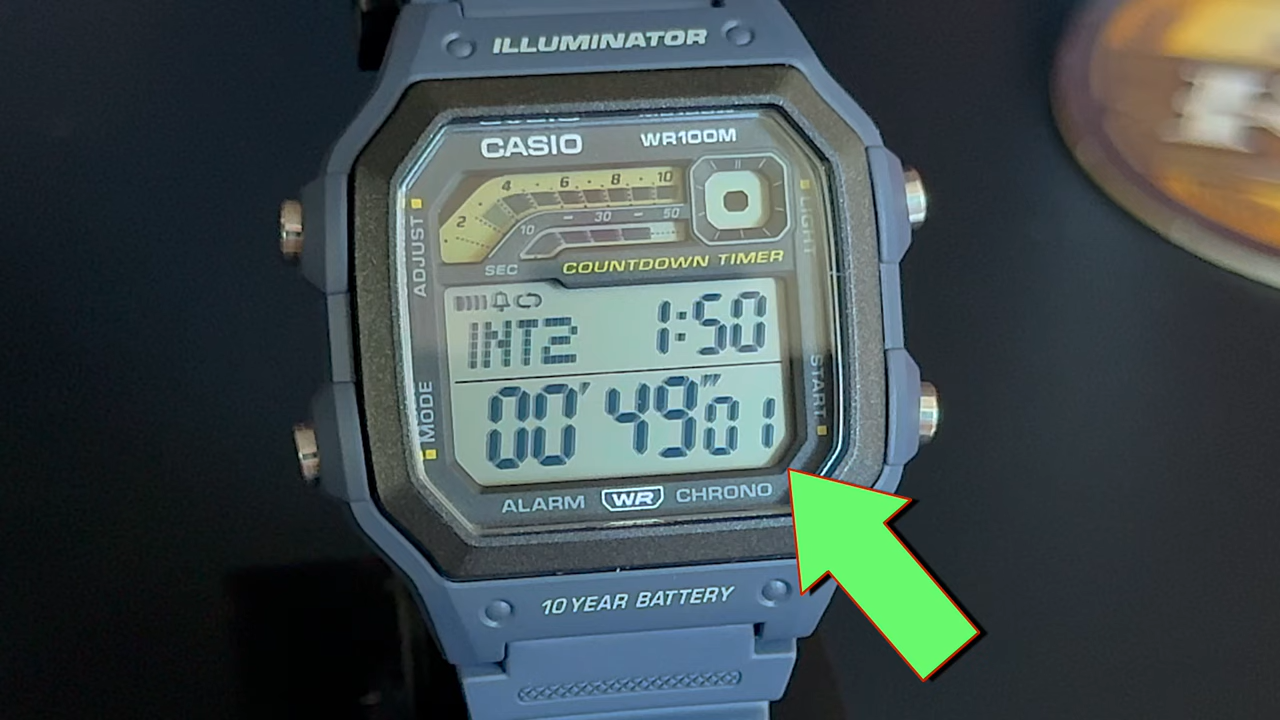 ILLUMINATOR
CASIO WR100M
2 4 6 8 10
10 30 50
ADJUST
LIGHT
SEC
COUNTDOWN TIMER
INT2 1:50
00' 49" 01
MODE
START
ALARM WR CHRONO
10 YEAR BATTERY